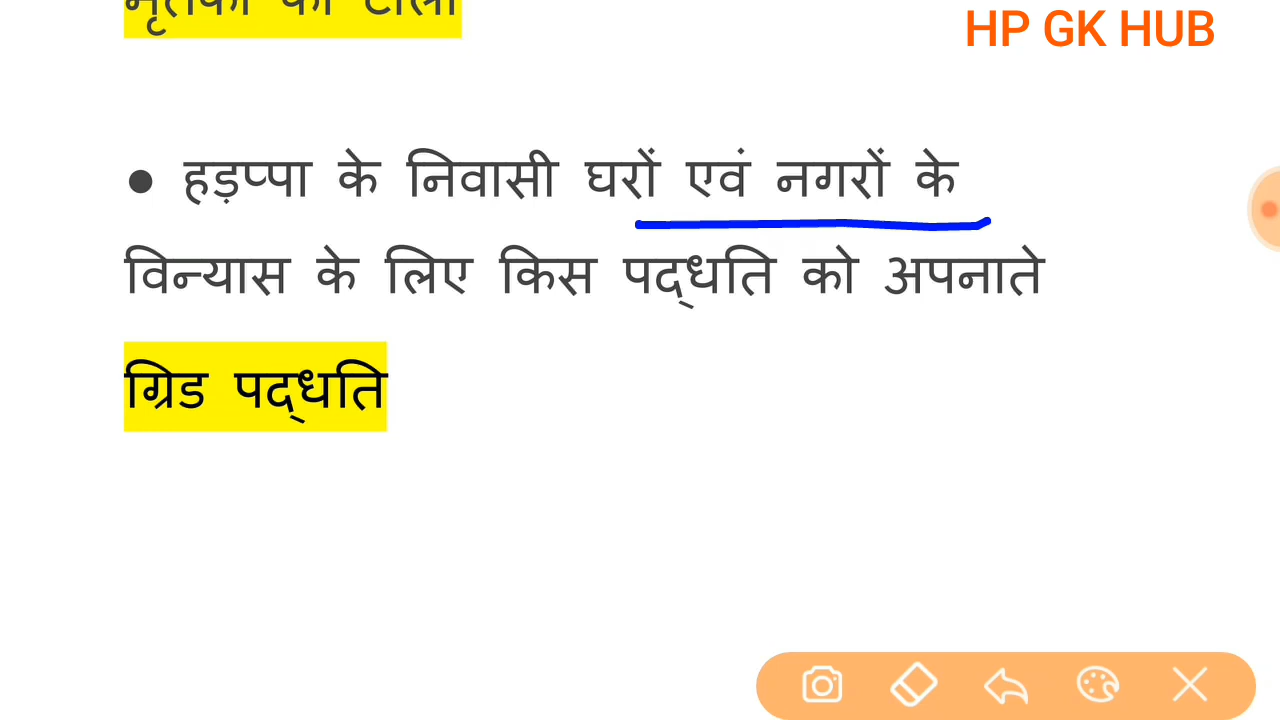 HP GK HUB
● हड़प्पा के निवासी घरों एवं नगरों के
विन्यास के लिए किस पद्धति को अपनाते
ग्रिड पद्धति